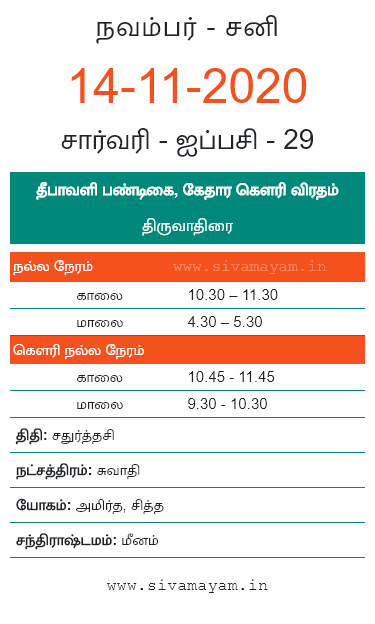 நவம்பர் - சனி
14-11-2020
சார்வரி - ஐப்பசி - 29
தீபாவளி பண்டிகை, கேதார கௌரி விரதம்
திருவாதிரை
நல்ல நேரம் www.sivamayam.in
காலை 10.30 – 11.30
மாலை 4.30 – 5.30
கௌரி நல்ல நேரம்
காலை 10.45 - 11.45
மாலை 9.30 - 10.30
திதி: சதுர்த்தசி
நட்சத்திரம்: சுவாதி
யோகம்: அமிர்த, சித்த
சந்திராஷ்டமம்: மீனம்
www.sivamayam.in